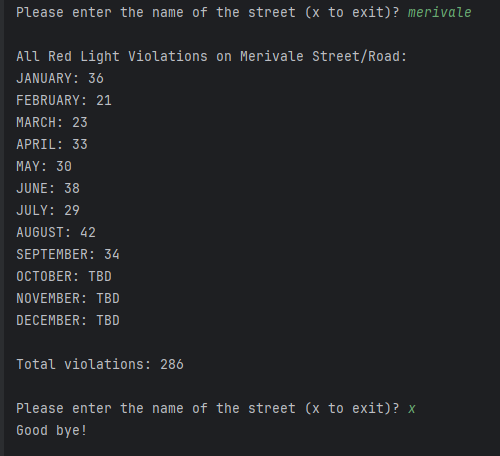 Please enter the name of the street (x to exit)? merivale
All Red Light Violations on Merivale Street/Road:
JANUARY: 36
FEBRUARY: 21
MARCH: 23
APRIL: 33
MAY: 30
JUNE: 38
JULY: 29
AUGUST: 42
SEPTEMBER: 34
OCTOBER: TBD
NOVEMBER: TBD
DECEMBER: TBD
Total violations: 286
Please enter the name of the street (x to exit)? x
Good bye!